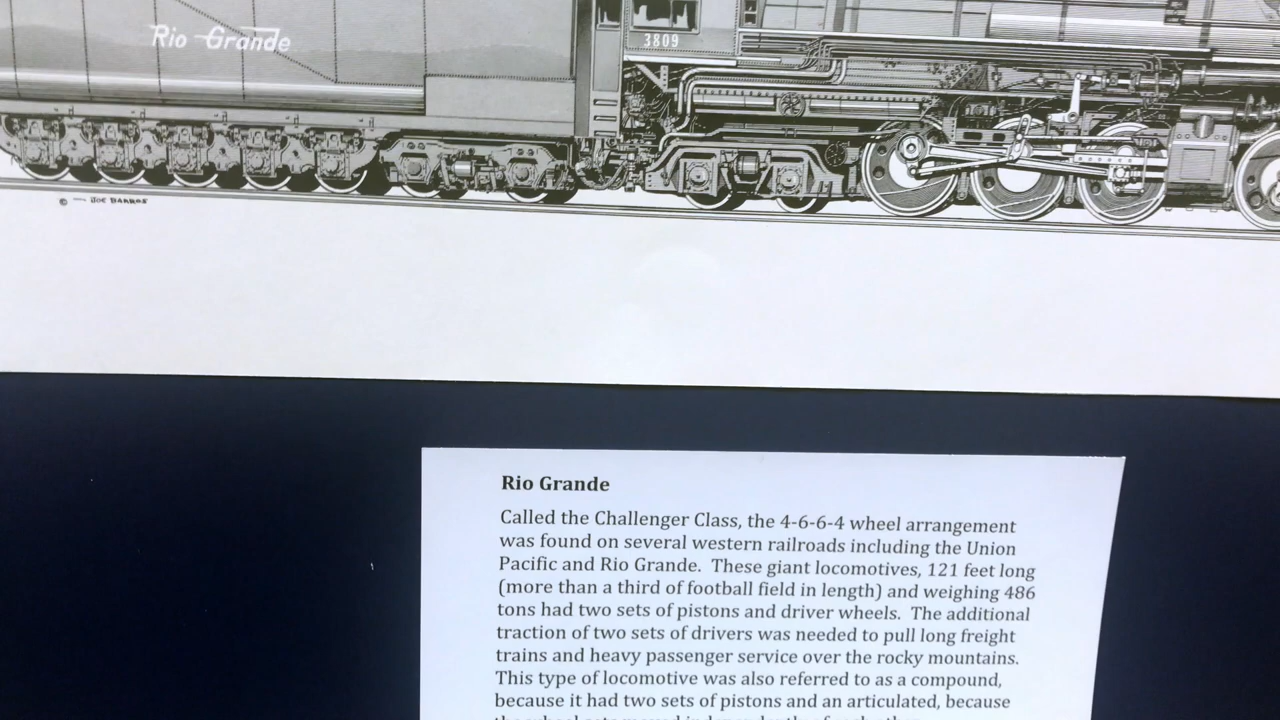 Rio Grande
3809
© JOE BARROS
Rio Grande
Called the Challenger Class, the 4-6-6-4 wheel arrangement
was found on several western railroads including the Union
Pacific and Rio Grande. These giant locomotives, 121 feet long
(more than a third of football field in length) and weighing 486
tons had two sets of pistons and driver wheels. The additional
traction of two sets of drivers was needed to pull long freight
trains and heavy passenger service over the rocky mountains.
This type of locomotive was also referred to as a compound,
because it had two sets of pistons and an articulated, because